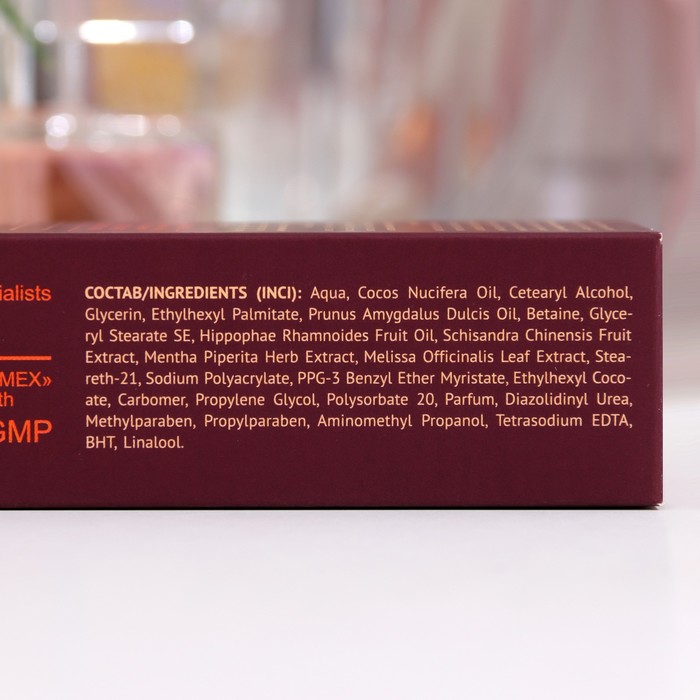 ialists
MEX»
th
GMP
СОСТАВ/INGREDIENTS (INCI): Aqua, Cocos Nucifera Oil, Cetearyl Alcohol,
Glycerin, Ethylhexyl Palmitate, Prunus Amygdalus Dulcis Oil, Betaine, Glyce-
ryl Stearate SE, Hippophae Rhamnoides Fruit Oil, Schisandra Chinensis Fruit
Extract, Mentha Piperita Herb Extract, Melissa Officinalis Leaf Extract, Stea-
reth-21, Sodium Polyacrylate, PPG-3 Benzyl Ether Myristate, Ethylhexyl Coco-
ate, Carbomer, Propylene Glycol, Polysorbate 20, Parfum, Diazolidinyl Urea,
Methylparaben, Propylparaben, Aminomethyl Propanol, Tetrasodium EDTA,
BHT, Linalool.